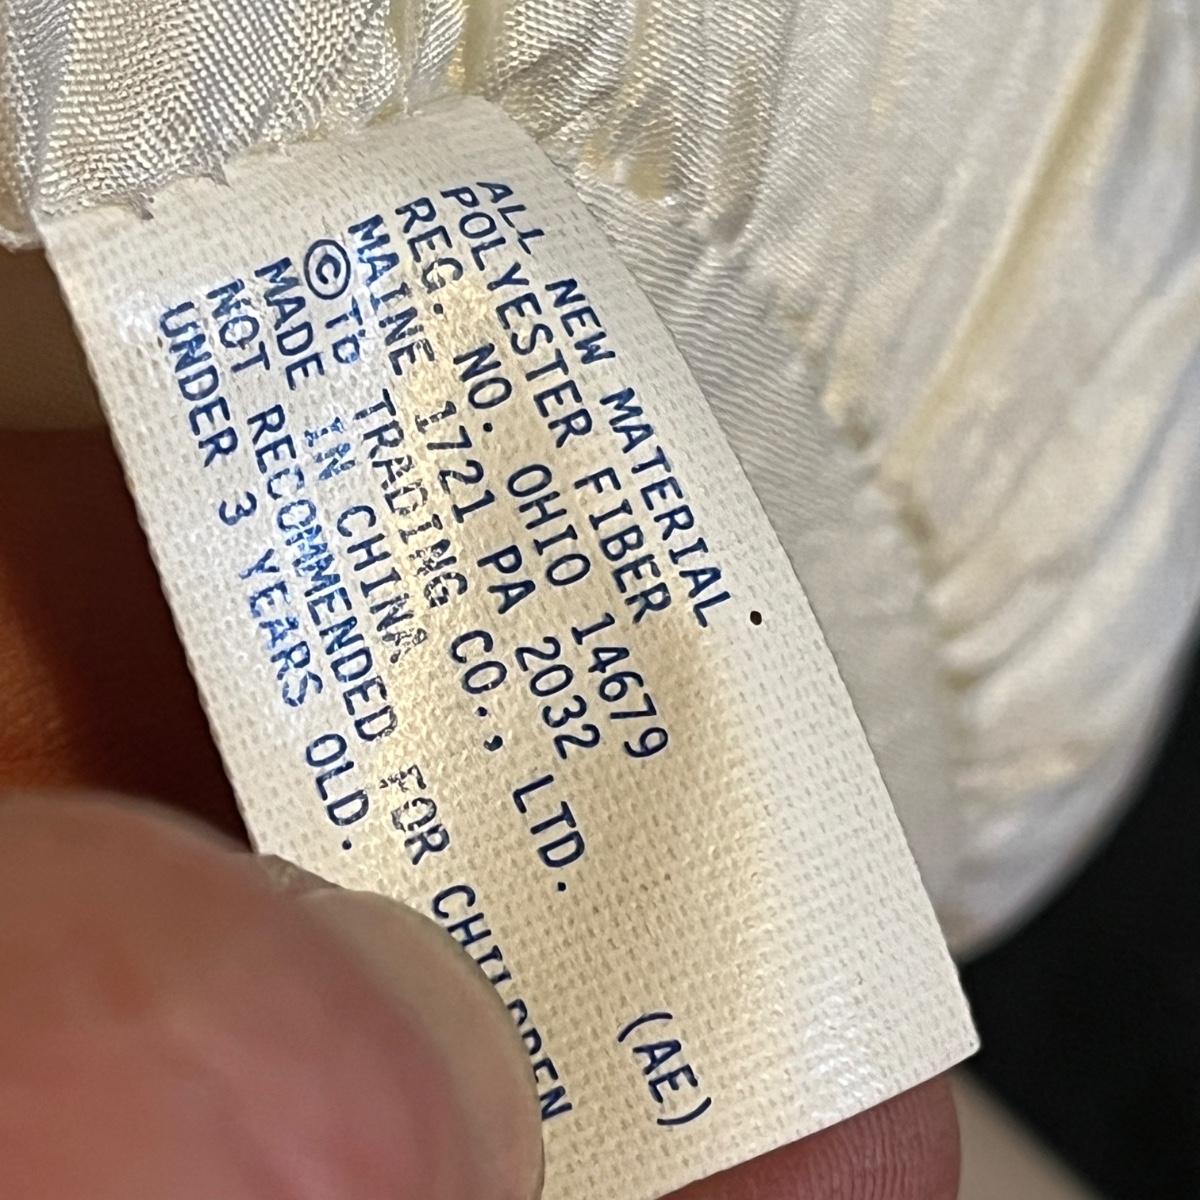 ALL NEW MATERIAL
POLYESTER FIBER
REG. NO. OHIO 14679
MAINE 1721 PA 2032
© TD TRADING CO., LTD.
MADE IN CHINA
NOT RECOMMENDED FOR CHILDREN
UNDER 3 YEARS OLD.
(AE)